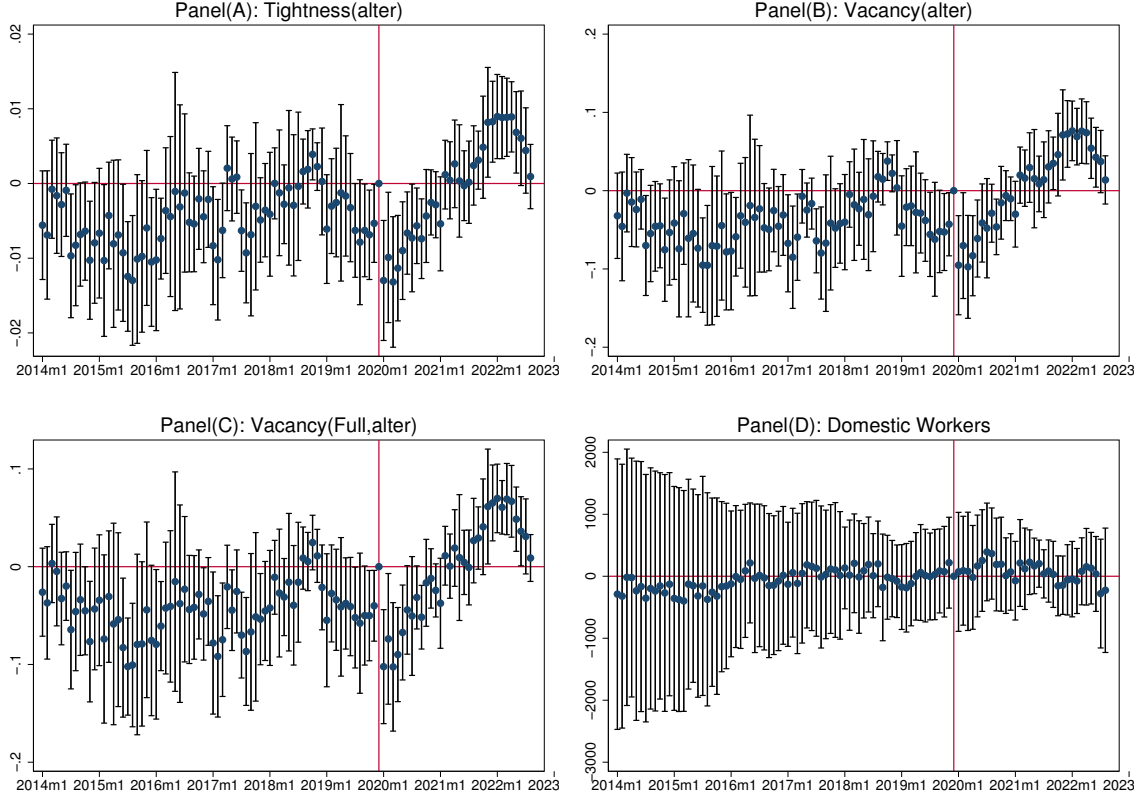 Panel(A): Tightness(alter)
.02
.01
0
-.01
-.02
2014m1 2015m1 2016m1 2017m1 2018m1 2019m1 2020m1 2021m1 2022m1 2023
Panel(B): Vacancy(alter)
.2
.1
0
-.1
-.2
2014m1 2015m1 2016m1 2017m1 2018m1 2019m1 2020m1 2021m1 2022m1 2023
Panel(C): Vacancy(Full,alter)
.1
0
-.1
-.2
2014m1 2015m1 2016m1 2017m1 2018m1 2019m1 2020m1 2021m1 2022m1 2023
Panel(D): Domestic Workers
2000
1000
0
-1000
-2000
-3000
2014m1 2015m1 2016m1 2017m1 2018m1 2019m1 2020m1 2021m1 2022m1 2023